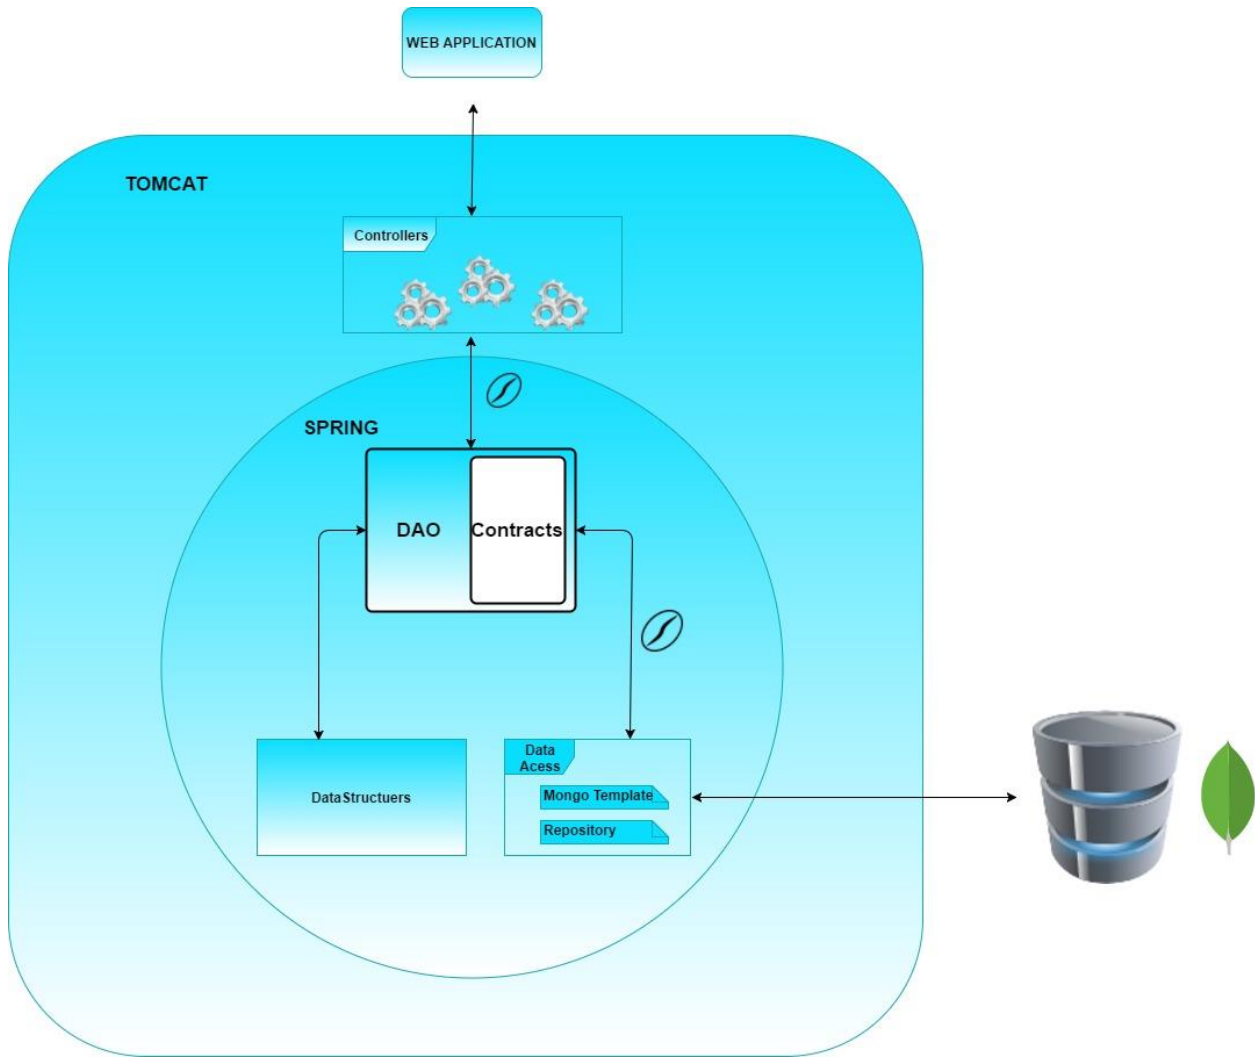 WEB APPLICATION
TOMCAT
Controllers
SPRING
DAO
Contracts
DataStructuers
Data
Acess
Mongo Template
Repository